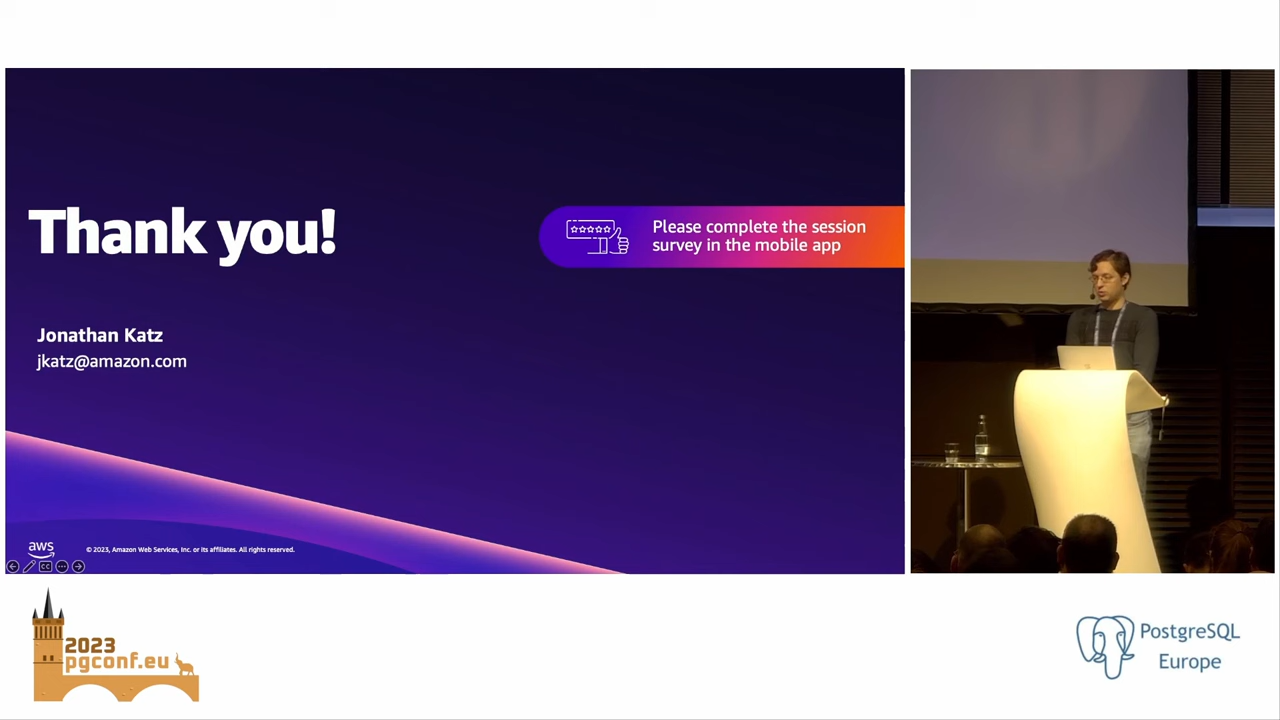 Thank you!
Please complete the session
survey in the mobile app
Jonathan Katz
jkatz@amazon.com
aws
© 2023, Amazon Web Services, Inc. or its affiliates. All rights reserved.
CC
2023
pgconf.eu
PostgreSQL
Europe